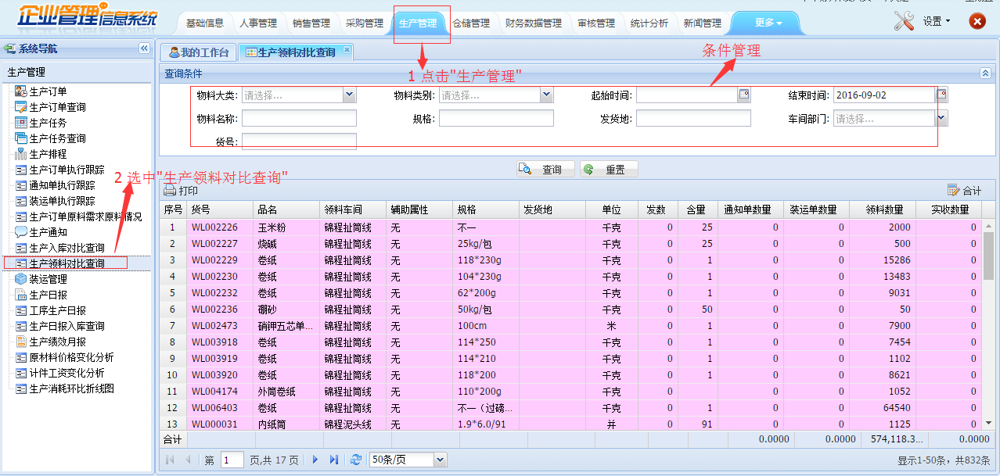 企业管理信息系统
基础信息 人事管理 销售管理 采购管理 生产管理 仓储管理 财务数据管理 审核管理 统计分析 新闻管理 更多 设置
系统导航 我的工作台 生产领料对比查询 条件管理
生产管理 查询条件 1 点击"生产管理"
物料大类: 请选择... 物料类别: 请选择... 起始时间: 结束时间: 2016-09-02
物料名称: 规格: 发货地: 车间部门: 请选择...
货号:
查询 重置
打印 合计
生产订单
生产订单查询
生产任务
生产任务查询
生产排程
生产订单执行跟踪
2 选中"生产领料对比查询"
通知单执行跟踪
装运单执行跟踪
生产订单原料需求原料情况
生产通知
生产入库对比查询
生产领料对比查询
装运管理
生产日报
工序生产日报
生产日报入库查询
生产绩效月报
原材料价格变化分析
计件工资变化分析
生产消耗环比折线图
序号 货号 品名 领料车间 辅助属性 规格 发货地 单位 发数 含量 通知单数量 装运单数量 领料数量 实收数量
1 WL002226 玉米粉 锦程扯筒线 无 不一 千克 0 25 0 0 2000 0
2 WL002227 烧碱 锦程扯筒线 无 25kg/包 千克 0 25 0 0 500 0
3 WL002229 卷纸 锦程扯筒线 无 118*230g 千克 0 1 0 0 15286 0
4 WL002230 卷纸 锦程扯筒线 无 104*230g 千克 0 1 0 0 13483 0
5 WL002232 卷纸 锦程扯筒线 无 62*200g 千克 0 1 0 0 9031 0
6 WL002236 硼砂 锦程扯筒线 无 50kg/包 千克 0 50 0 0 50 0
7 WL002473 硝钾五芯单... 锦程扯筒线 无 100cm 米 0 1 0 0 7900 0
8 WL003918 卷纸 锦程扯筒线 无 114*250 千克 0 1 0 0 7454 0
9 WL003919 卷纸 锦程扯筒线 无 114*210 千克 0 1 0 0 1102 0
10 WL003920 卷纸 锦程扯筒线 无 118*200 千克 0 1 0 0 8621 0
11 WL004174 外筒卷纸 锦程扯筒线 无 110*200g 千克 0 0 0 1052 0
12 WL006403 卷纸 锦程扯筒线 无 不一（过磅... 千克 0 1 0 0 64540 0
13 WL000031 内纸筒 锦程泥头线 无 1.9*6.0/91 并 0 91 0 0 1125 0
合计 0.0000 0.0000 574,118.3... 0.0000
第 1 页,共 17 页 50条/页 显示1-50条，共832条